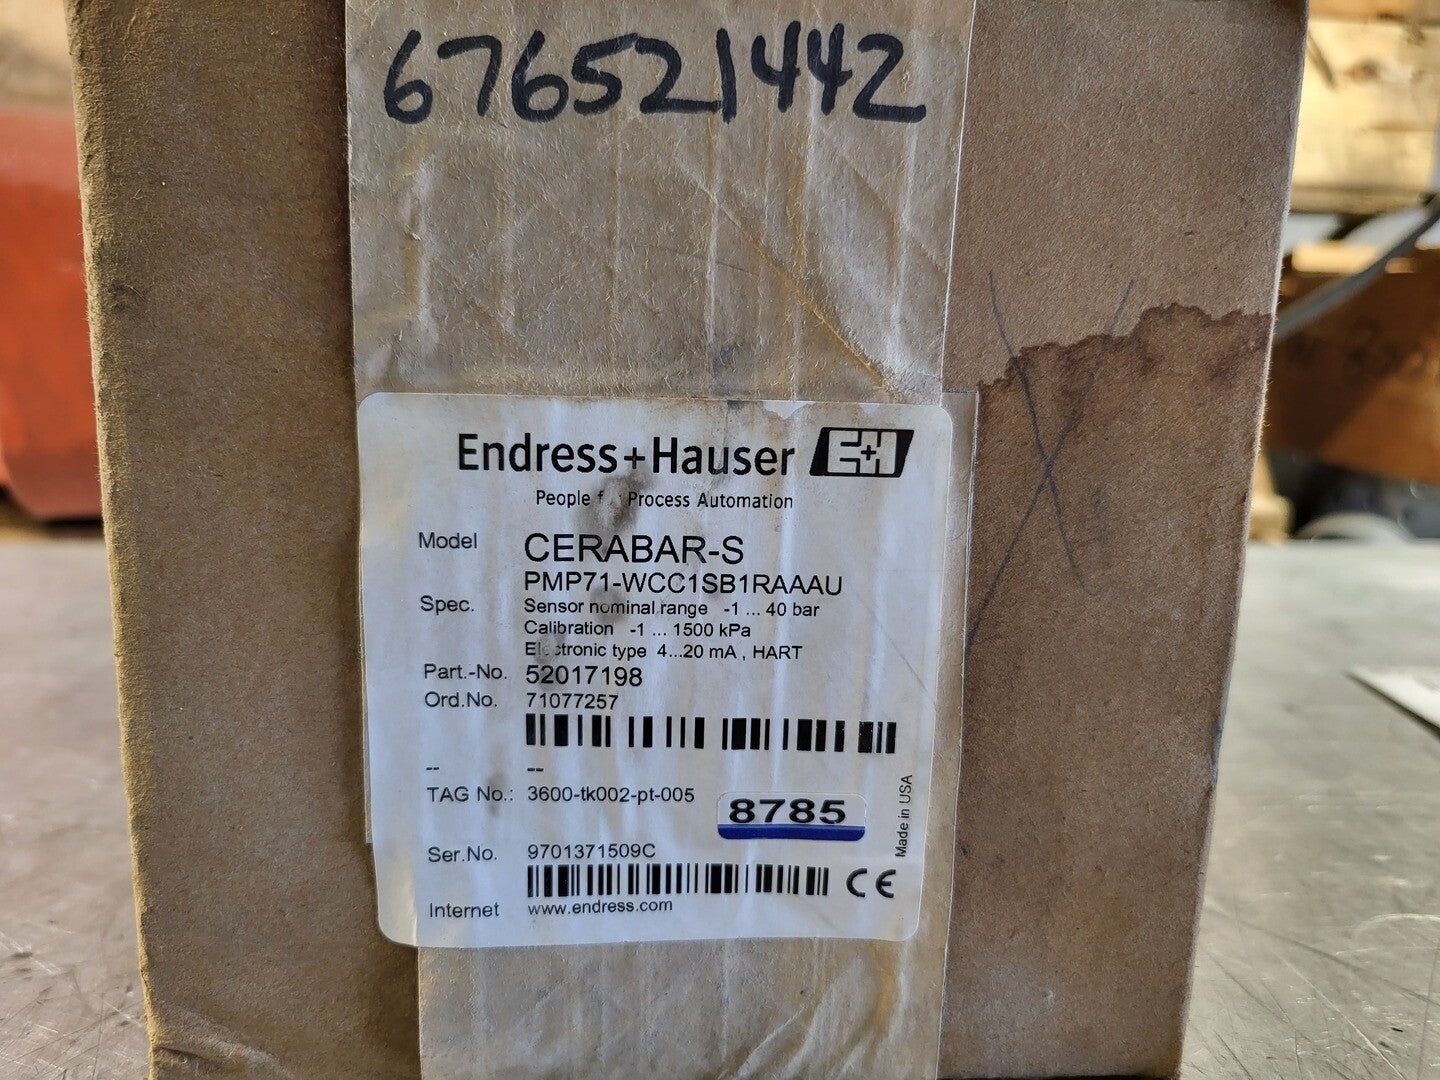 676521442
Endress+Hauser E+H
People for Process Automation
Model CERABAR-S
PMP71-WCC1SB1RAAAU
Spec. Sensor nominal range -1 ... 40 bar
Calibration -1 ... 1500 kPa
Electronic type 4...20 mA , HART
Part.-No. 52017198
Ord.No. 71077257
-- --
TAG No.: 3600-tk002-pt-005
8785
Made in USA
Ser.No. 9701371509C
CE
Internet www.endress.com